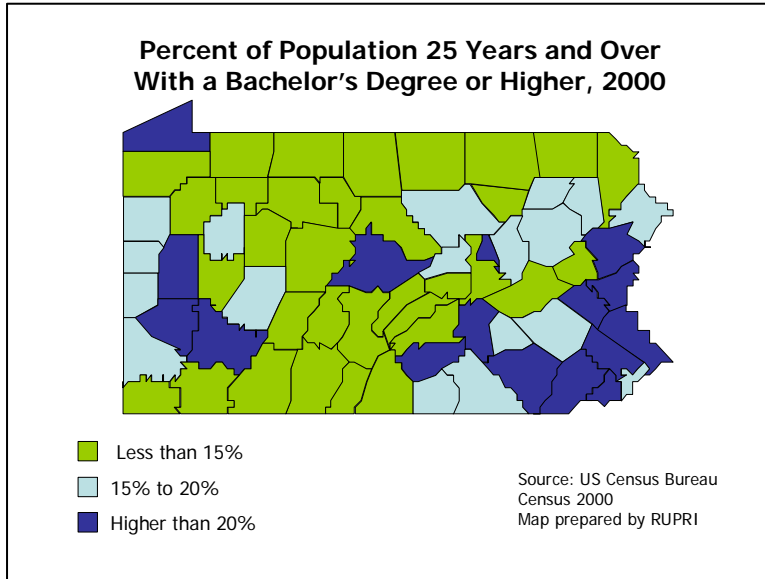 Percent of Population 25 Years and Over
With a Bachelor's Degree or Higher, 2000
Less than 15%
15% to 20%
Higher than 20%
Source: US Census Bureau
Census 2000
Map prepared by RUPRI